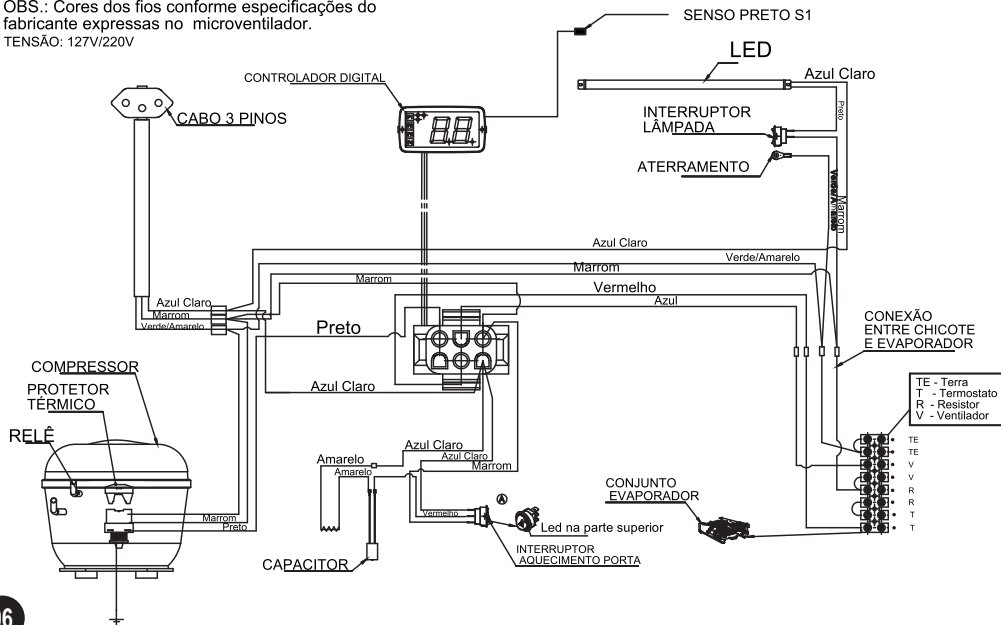 OBS.: Cores dos fios conforme especificações do
fabricante expressas no microventilador.
TENSÃO: 127V/220V
SENSO PRETO S1
LED
CONTROLADOR DIGITAL
Azul Claro
CABO 3 PINOS
INTERRUPTOR
LÂMPADA
Preto
ATERRAMENTO
Verde/Amarelo
Marrom
Azul Claro
Verde/Amarelo
Marrom
Marrom
Vermelho
Azul
Azul Claro
Marrom
Verde/Amarelo
Preto
CONEXÃO
ENTRE CHICOTE
E EVAPORADOR
COMPRESSOR
PROTETOR
TÉRMICO
RELÊ
Azul Claro
TE - Terra
T - Termostato
R - Resistor
V - Ventilador
Azul Claro
Azul Claro
Marrom
Amarelo
Amarelo
TE
TE
V
V
R
R
T
T
CONJUNTO
EVAPORADOR
A
Vermelho
Led na parte superior
Marrom
Preto
INTERRUPTOR
AQUECIMENTO PORTA
CAPACITOR
06